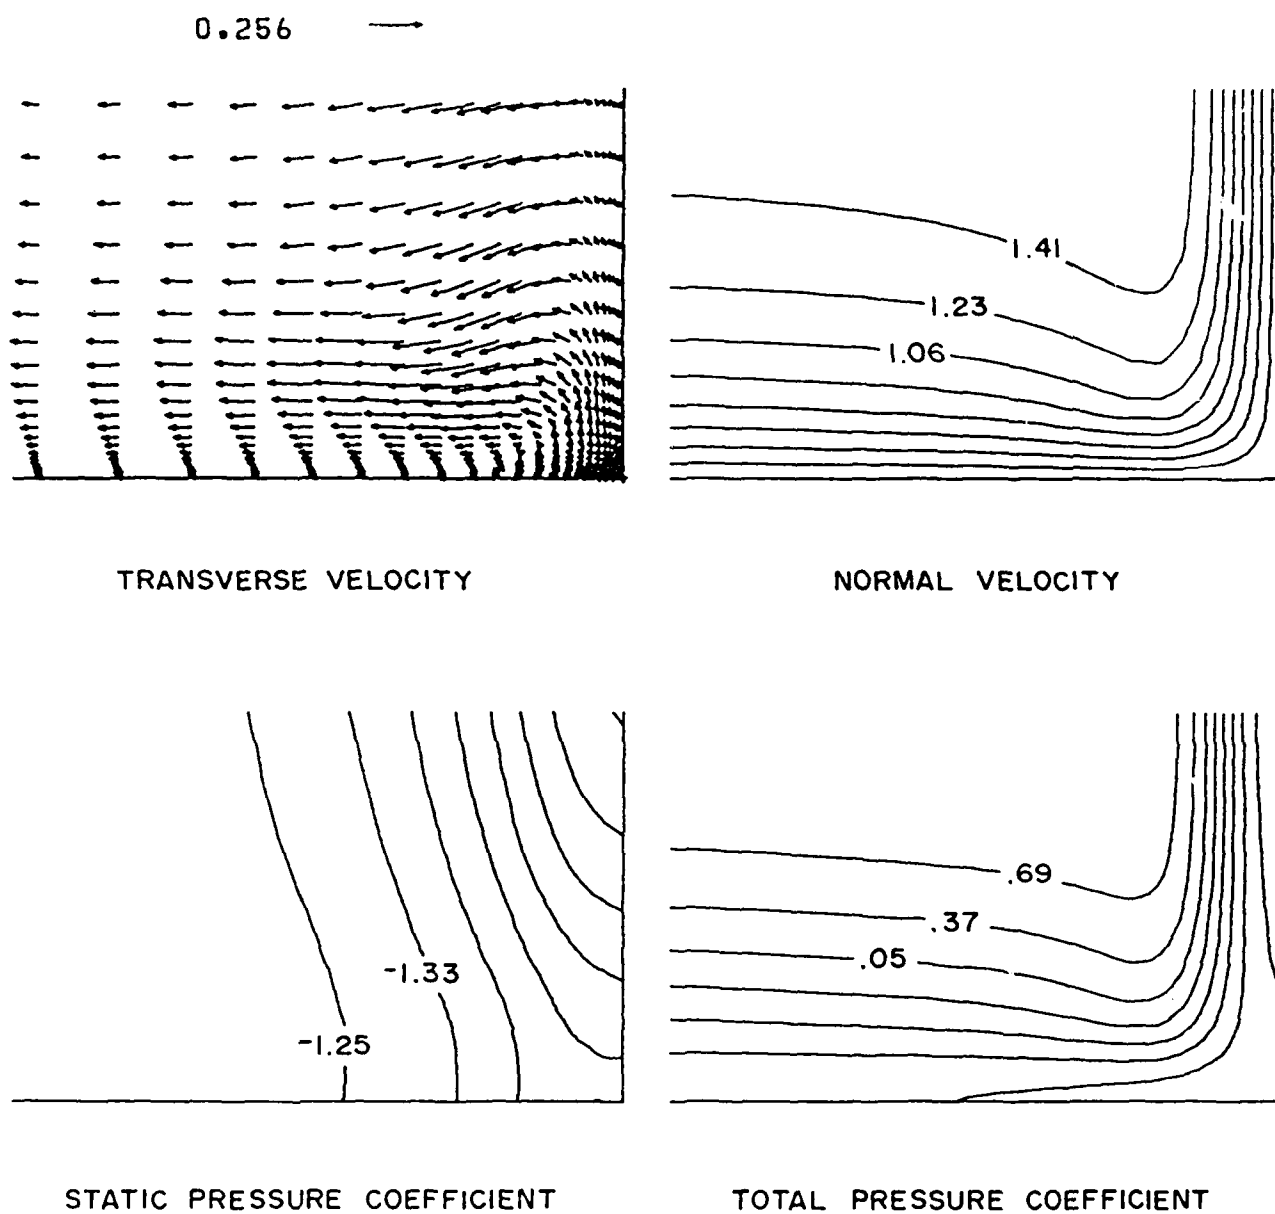 0.256
1.41
1.23
1.06
TRANSVERSE VELOCITY
NORMAL VELOCITY
.69
.37
.05
-1.33
-1.25
STATIC PRESSURE COEFFICIENT
TOTAL PRESSURE COEFFICIENT